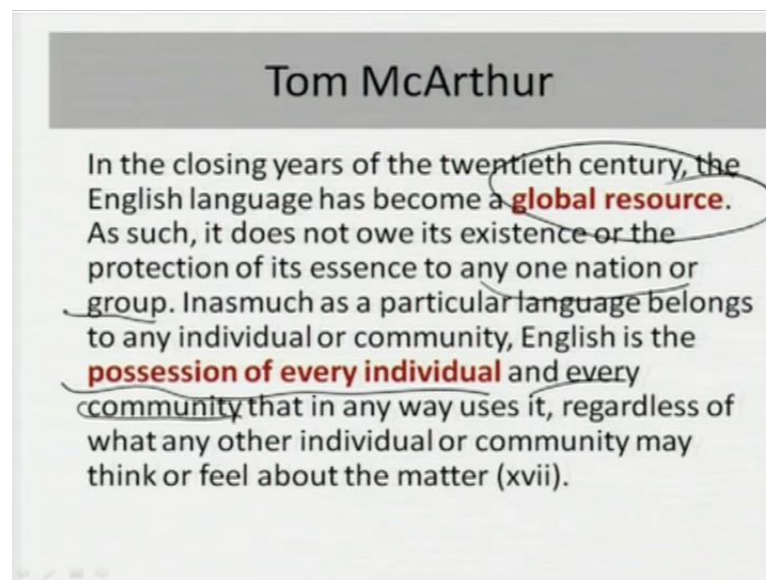 Tom McArthur
In the closing years of the twentieth century, the
English language has become a global resource.
As such, it does not owe its existence or the
protection of its essence to any one nation or
group. Inasmuch as a particular language belongs
to any individual or community, English is the
possession of every individual and every
community that in any way uses it, regardless of
what any other individual or community may
think or feel about the matter (xvii).